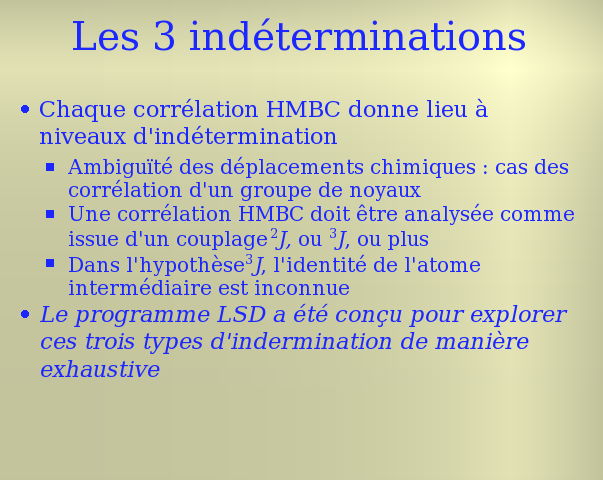 Les 3 indéterminations
• Chaque corrélation HMBC donne lieu à
niveaux d'indétermination
▪ Ambiguïté des déplacements chimiques : cas des
corrélation d'un groupe de noyaux
▪ Une corrélation HMBC doit être analysée comme
issue d'un couplage ²J, ou ³J, ou plus
▪ Dans l'hypothèse ³J, l'identité de l'atome
intermédiaire est inconnue
• Le programme LSD a été conçu pour explorer
ces trois types d'indermination de manière
exhaustive